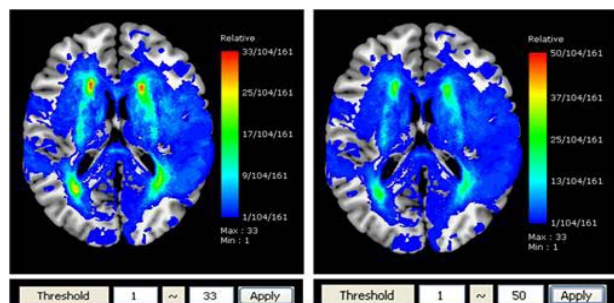 Relative
33/104/161
25/104/161
17/104/161
9/104/161
1/104/161
Max : 33
Min : 1
Threshold 1 ~ 33 Apply
Relative
50/104/161
37/104/161
25/104/161
13/104/161
1/104/161
Max : 33
Min : 1
Threshold 1 ~ 50 Apply